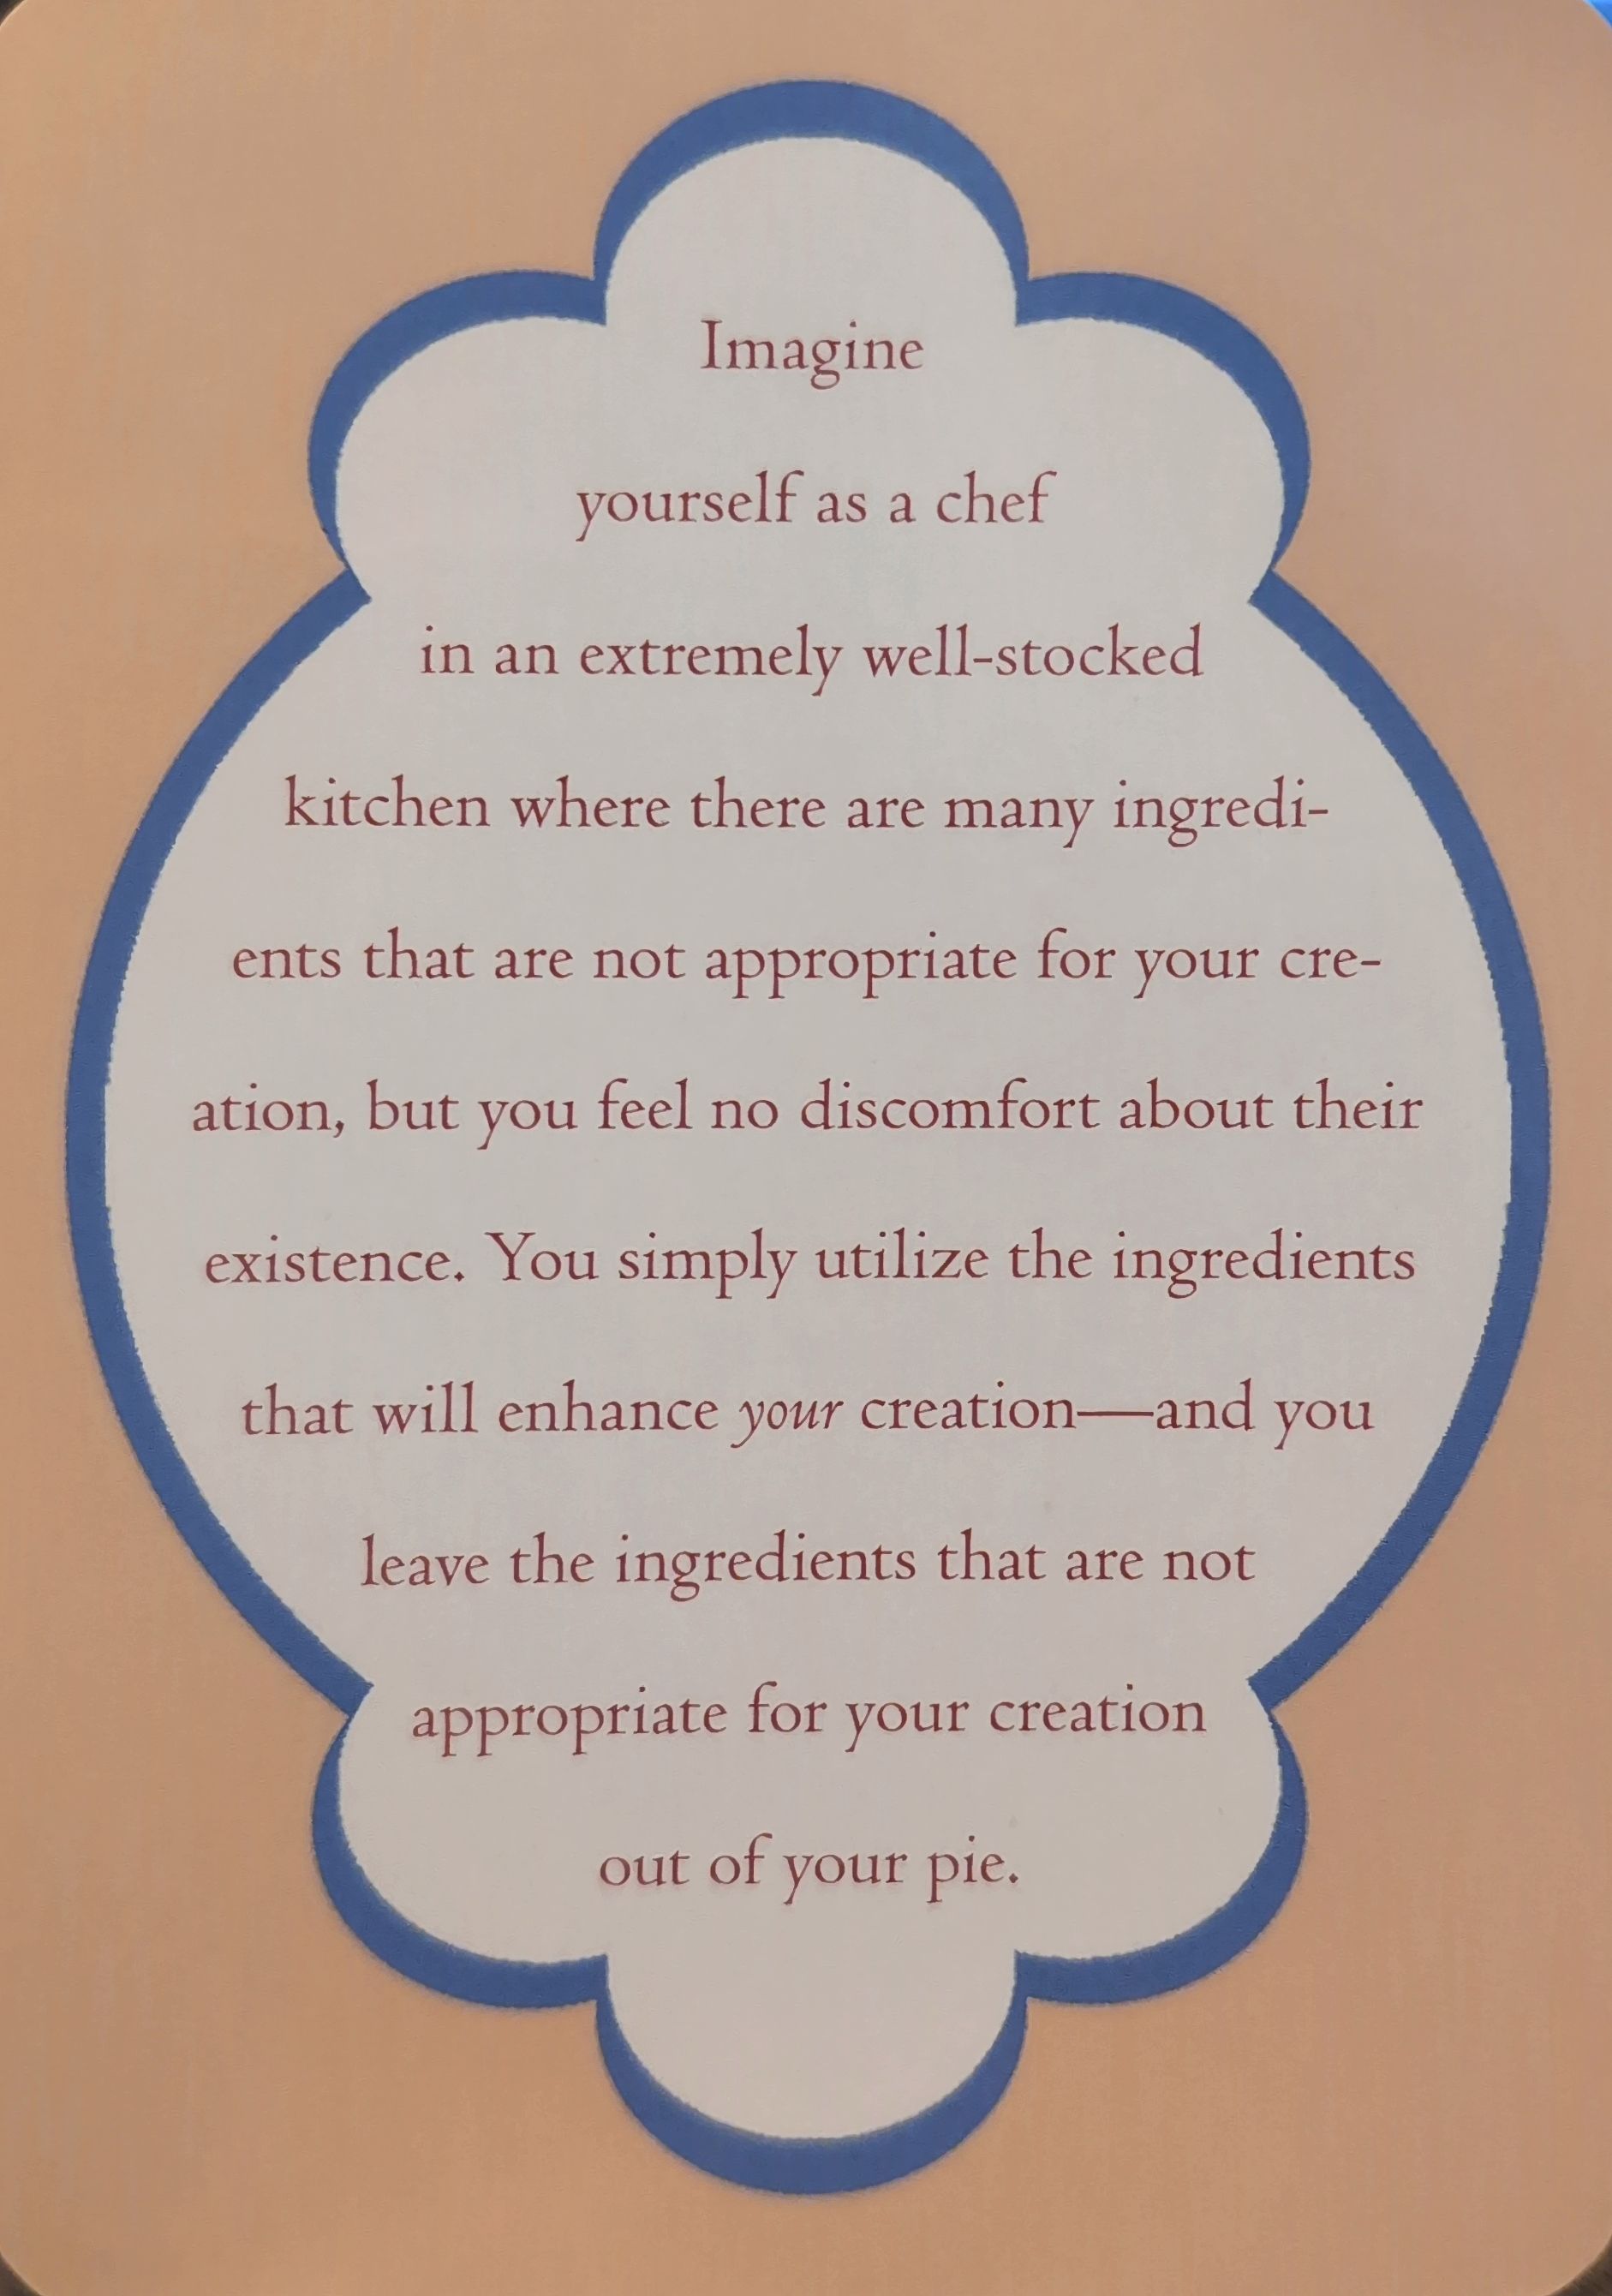 Imagine
yourself as a chef
in an extremely well-stocked
kitchen where there are many ingredi-
ents that are not appropriate for your cre-
ation, but you feel no discomfort about their
existence. You simply utilize the ingredients
that will enhance your creation—and you
leave the ingredients that are not
appropriate for your creation
out of your pie.